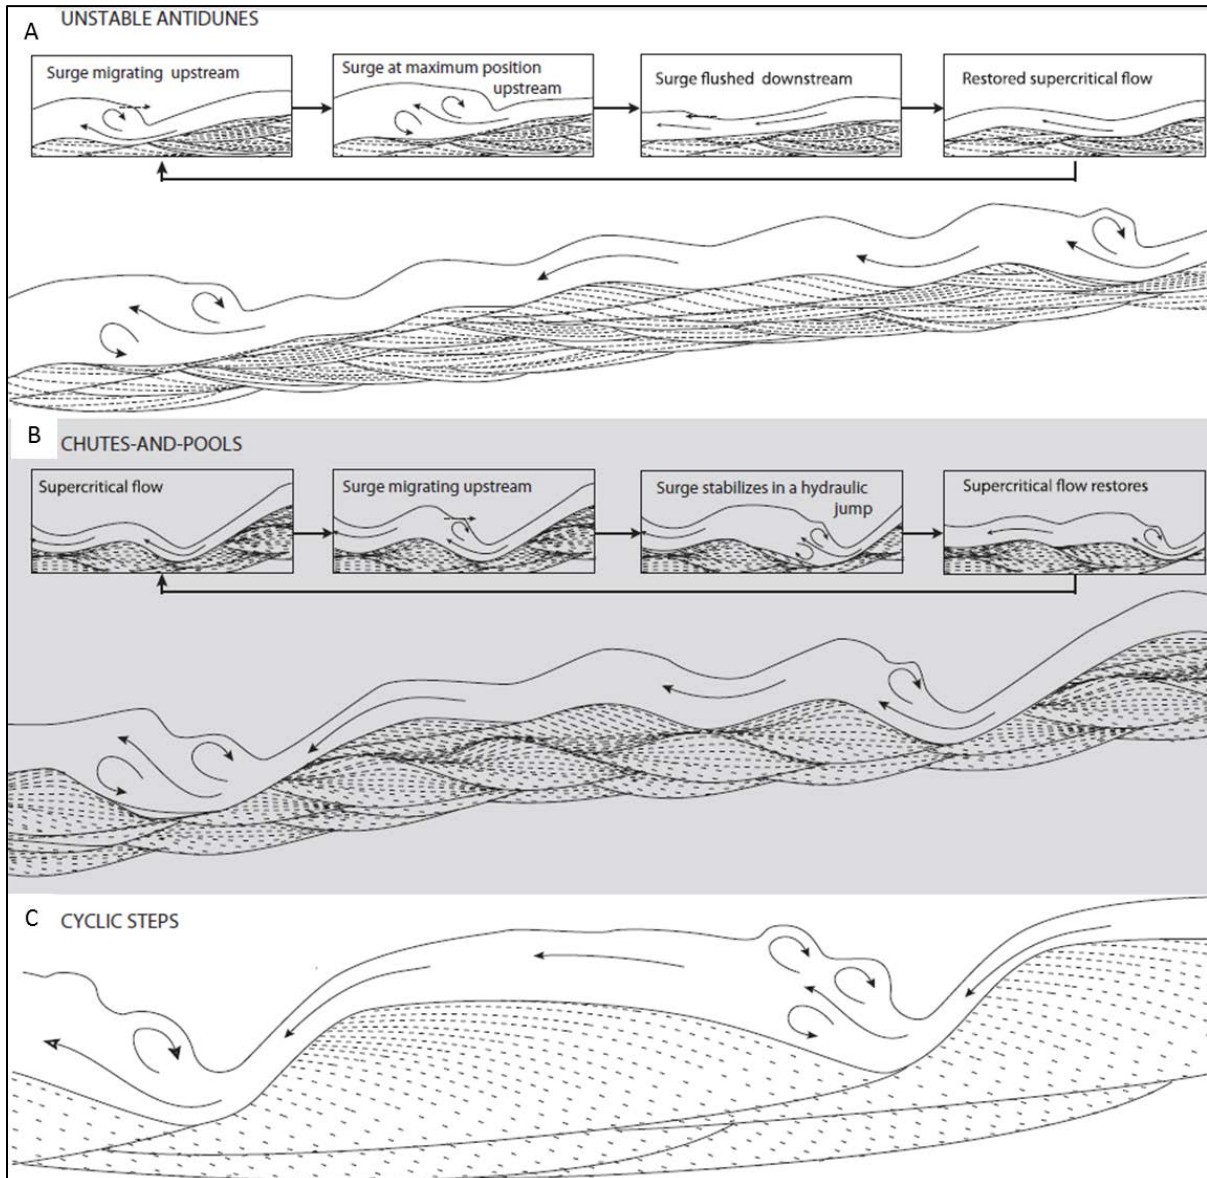 A
UNSTABLE ANTIDUNES
Surge migrating upstream
Surge at maximum position
upstream
Surge flushed downstream
Restored supercritical flow
B
CHUTES-AND-POOLS
Supercritical flow
Surge migrating upstream
Surge stabilizes in a hydraulic
jump
Supercritical flow restores
C
CYCLIC STEPS